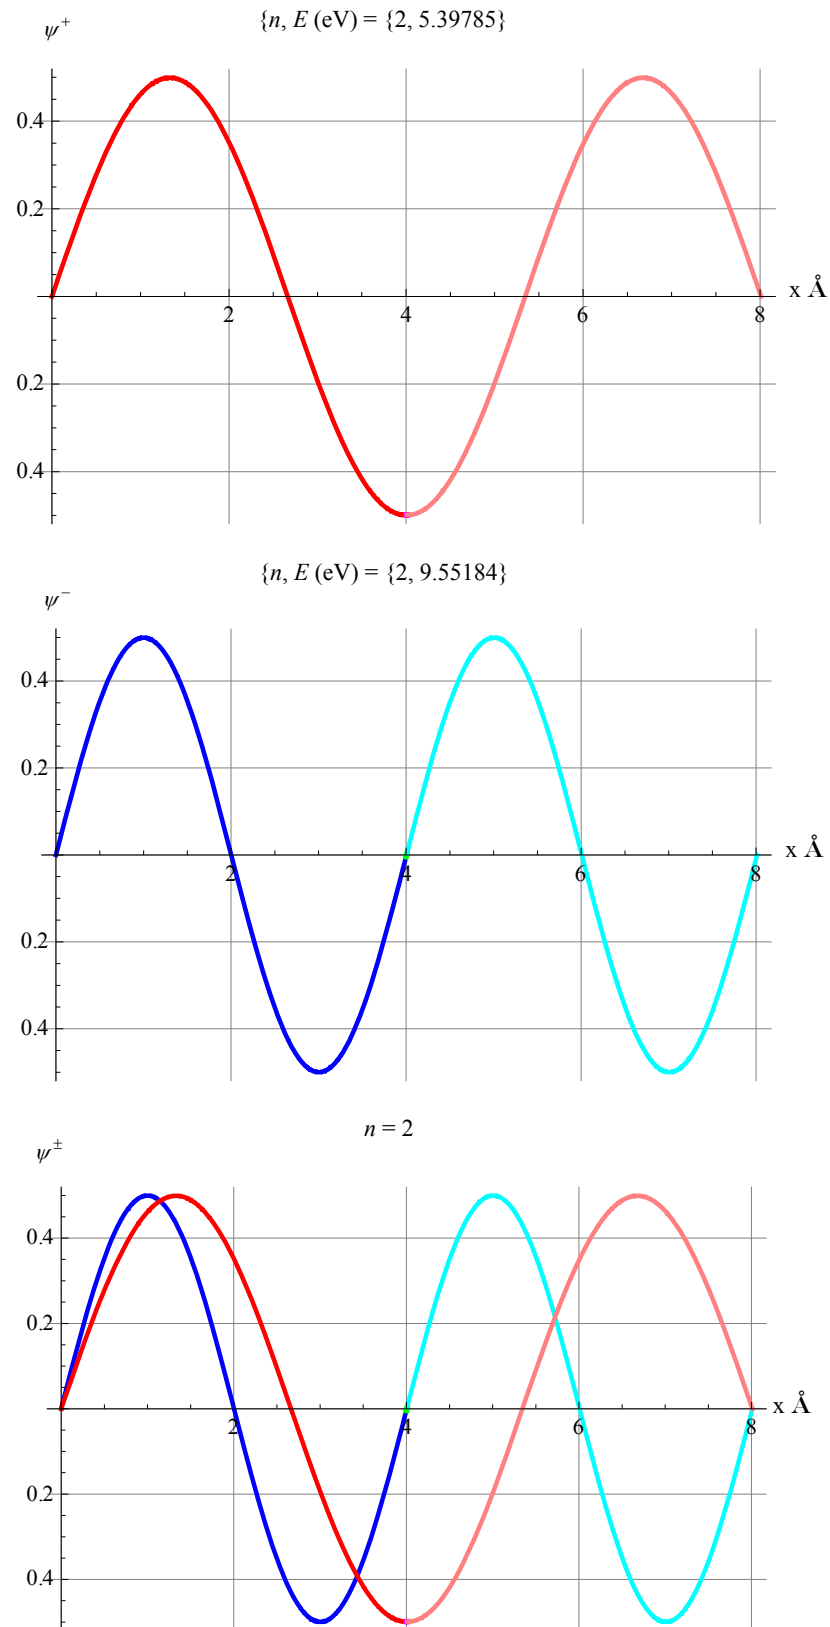 {n, E (eV) = {2, 5.39785}
ψ⁺
0.4
0.2
x Å
2 4 6 8
0.2
0.4
{n, E (eV) = {2, 9.55184}
ψ⁻
0.4
0.2
x Å
2 4 6 8
0.2
0.4
n = 2
ψ±
0.4
0.2
x Å
2 4 6 8
0.2
0.4